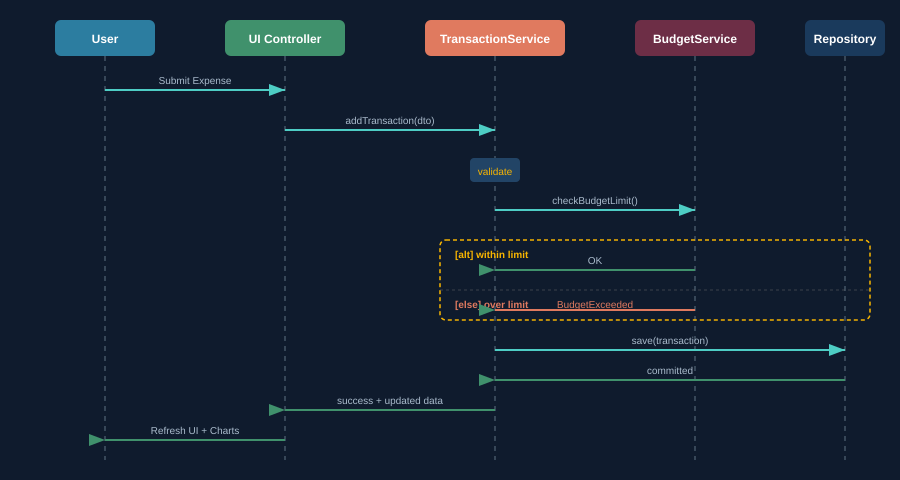 User
UI Controller
TransactionService
BudgetService
Repository
Submit Expense
addTransaction(dto)
validate
checkBudgetLimit()
[alt] within limit
OK
[else] over limit
BudgetExceeded
save(transaction)
committed
success + updated data
Refresh UI + Charts